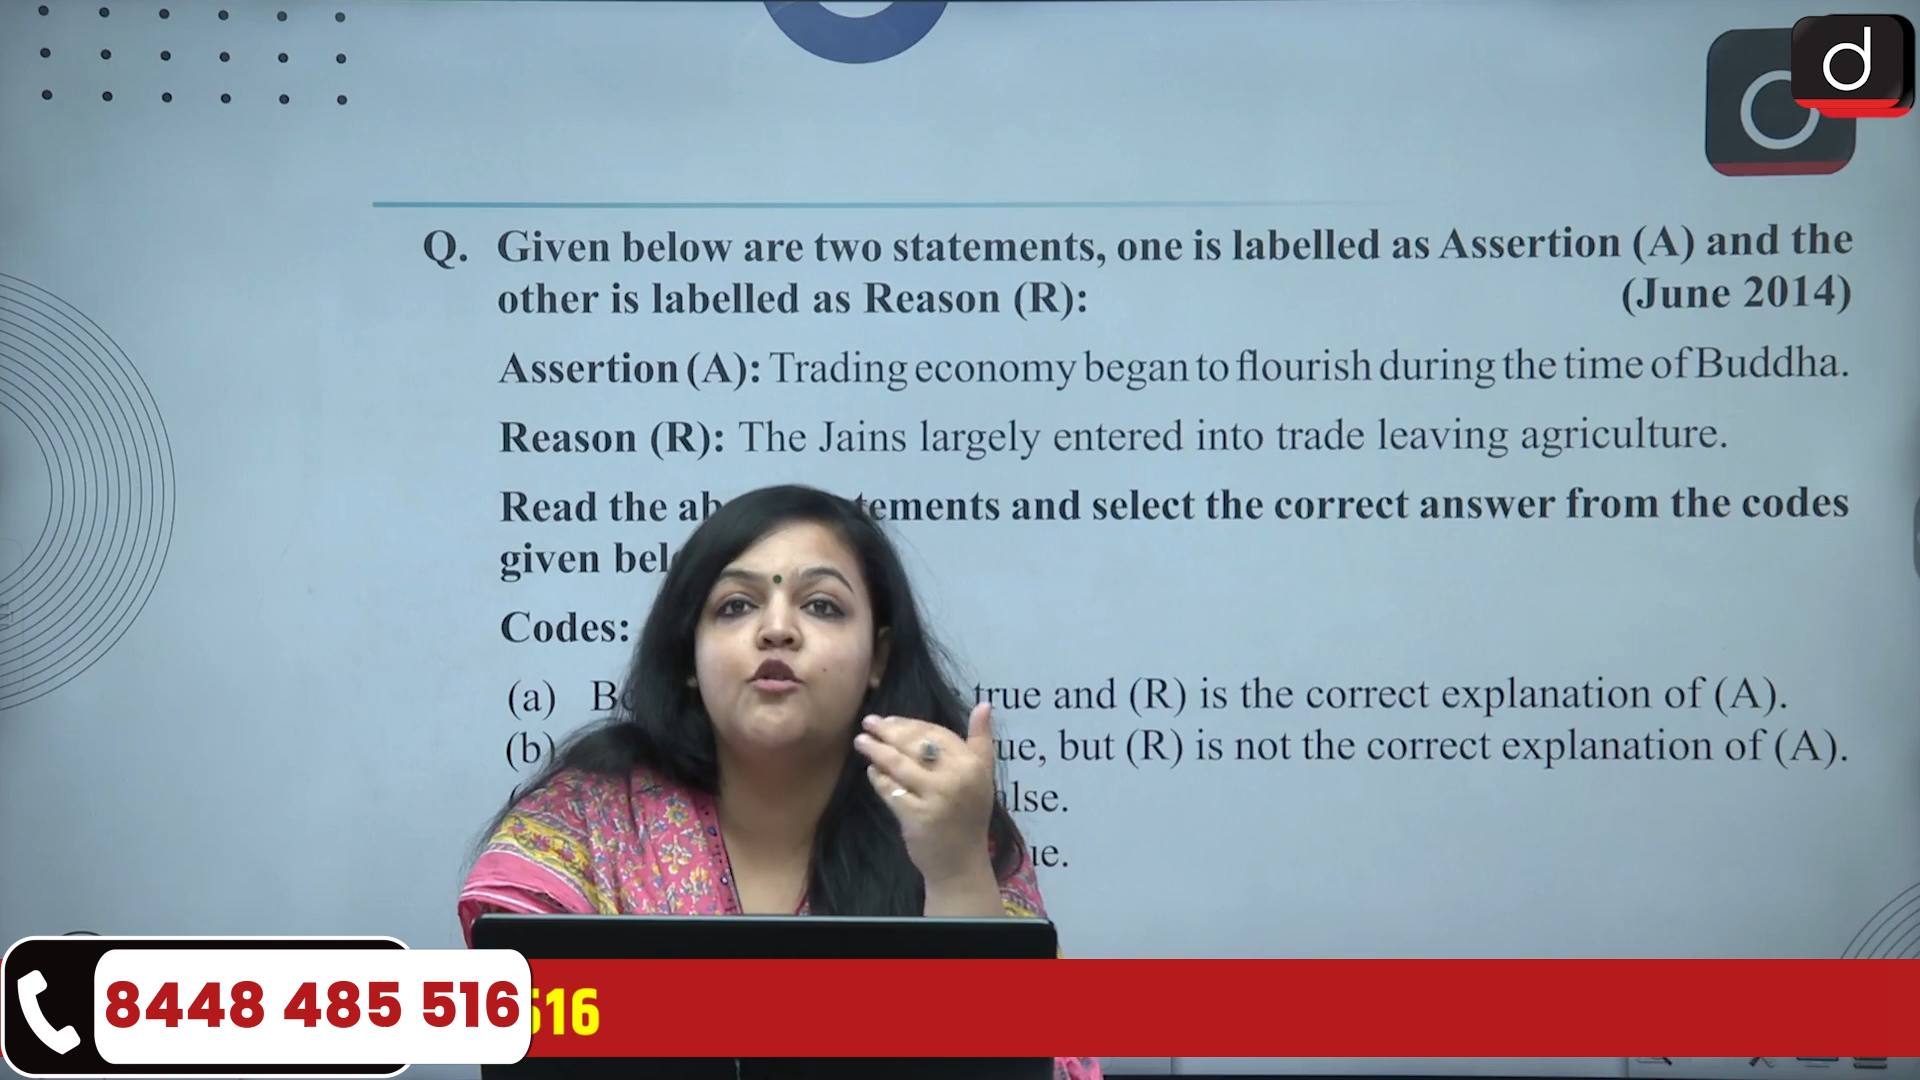 d
Q. Given below are two statements, one is labelled as Assertion (A) and the
other is labelled as Reason (R): (June 2014)
Assertion (A): Trading economy began to flourish during the time of Buddha.
Reason (R): The Jains largely entered into trade leaving agriculture.
Read the ab tements and select the correct answer from the codes
given bel
Codes:
(a) true and (R) is the correct explanation of (A).
(b) ue, but (R) is not the correct explanation of (A).
alse.
ue.
8448 485 516
516